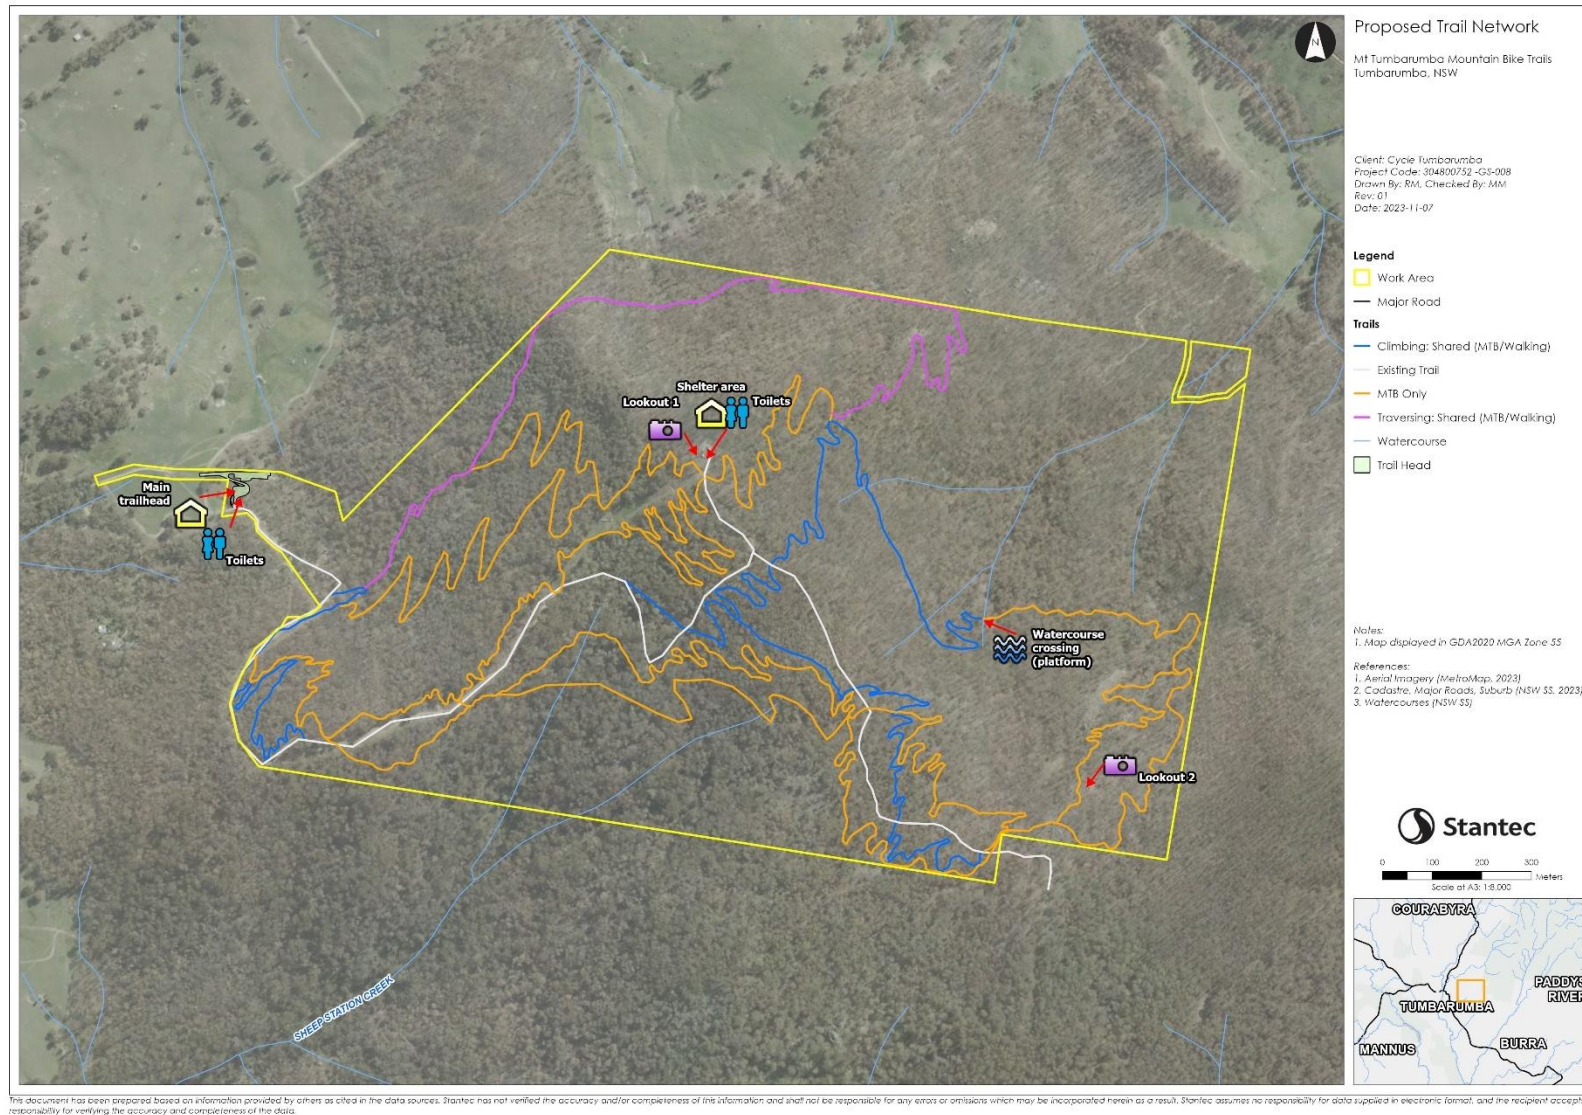 Proposed Trail Network
Mt Tumbarumba Mountain Bike Trails
Tumbarumba, NSW
Client: Cycle Tumbarumba
Project Code: 304800752 -GS-008
Drawn By: RM, Checked By: MM
Rev: 01
Date: 2023-11-07
Legend
Work Area
Major Road
Trails
Climbing: Shared (MTB/Walking)
Existing Trail
MTB Only
Traversing: Shared (MTB/Walking)
Watercourse
Trail Head
Notes:
1. Map displayed in GDA2020 MGA Zone 55
References:
1. Aerial Imagery (MetroMap, 2023)
2. Cadastre, Major Roads, Suburb (NSW SS, 2023)
3. Watercourses (NSW SS)
Stantec
0 100 200 300
Meters
Scale at A3: 1:8,000
COURABYRA
PADDYS
RIVER
TUMBARUMBA
MANNUS
BURRA
N
Shelter area
Lookout 1
Toilets
Main
trailhead
Toilets
Watercourse
crossing
(platform)
Lookout 2
SHEEP STATION CREEK
This document has been prepared based on information provided by others as cited in the data sources. Stantec has not verified the accuracy and/or completeness of this information and shall not be responsible for any errors or omissions which may be incorporated herein as a result. Stantec assumes no responsibility for data supplied in electronic format, and the recipient accepts
responsibility for verifying the accuracy and completeness of the data.